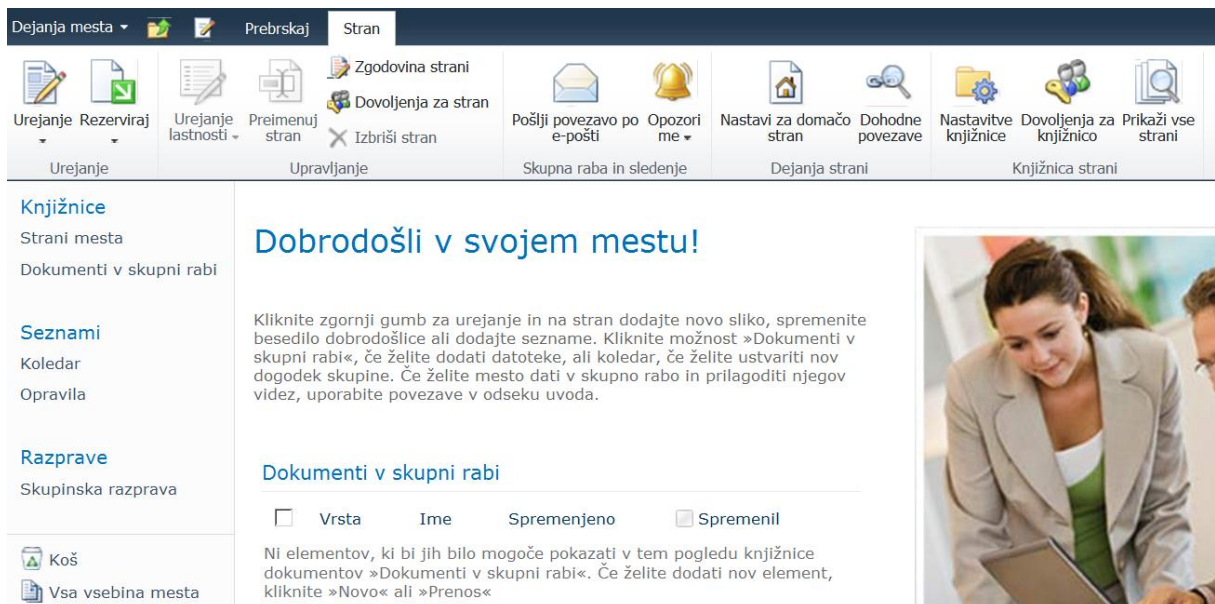 Dejanja mesta
Prebrskaj
Stran
Urejanje
Rezerviraj
Urejanje
lastnosti
Preimenuj
stran
Zgodovina strani
Dovoljenja za stran
Izbriši stran
Pošlji povezavo po
e-pošti
Opozori
me
Nastavi za domačo
stran
Dohodne
povezave
Nastavitve
knjižnice
Dovoljenja za
knjižnico
Prikaži vse
strani
Urejanje
Upravljanje
Skupna raba in sledenje
Dejanja strani
Knjižnica strani
Knjižnice
Strani mesta
Dokumenti v skupni rabi
Seznami
Koledar
Opravila
Razprave
Skupinska razprava
Koš
Vsa vsebina mesta
Dobrodošli v svojem mestu!
Kliknite zgornji gumb za urejanje in na stran dodajte novo sliko, spremenite
besedilo dobrodošlice ali dodajte sezname. Kliknite možnost »Dokumenti v
skupni rabi«, če želite dodati datoteke, ali koledar, če želite ustvariti nov
dogodek skupine. Če želite mesto dati v skupno rabo in prilagoditi njegov
videz, uporabite povezave v odseku uvoda.
Dokumenti v skupni rabi
Vrsta Ime Spremenjeno Spremenil
Ni elementov, ki bi jih bilo mogoče pokazati v tem pogledu knjižnice
dokumentov »Dokumenti v skupni rabi«. Če želite dodati nov element,
kliknite »Novo« ali »Prenos«